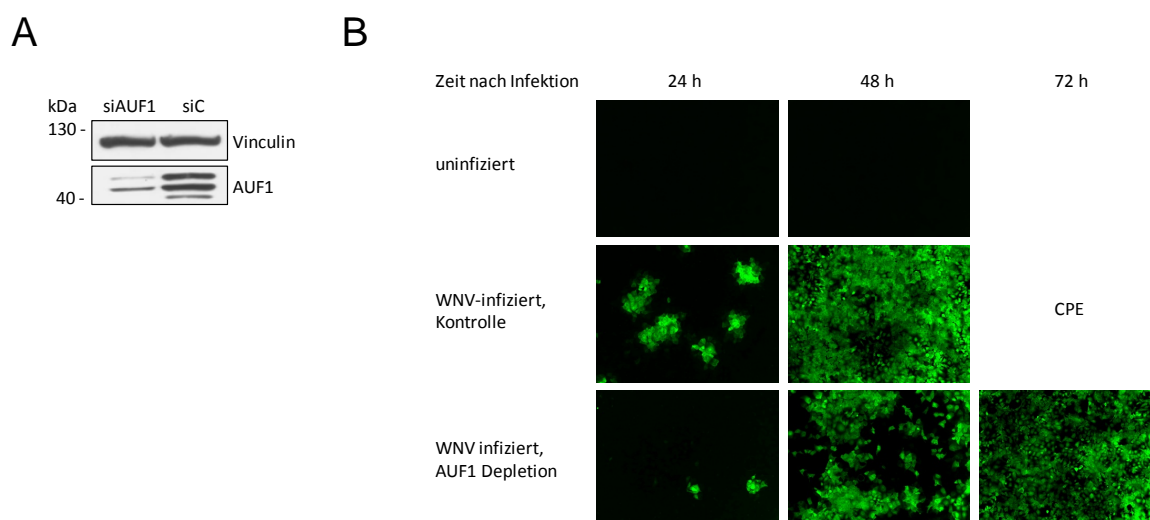 A
kDa siAUF1 siC
130 -
Vinculin
AUF1
40 -
B
Zeit nach Infektion 24 h 48 h 72 h
uninfiziert
WNV-infiziert,
Kontrolle
CPE
WNV infiziert,
AUF1 Depletion